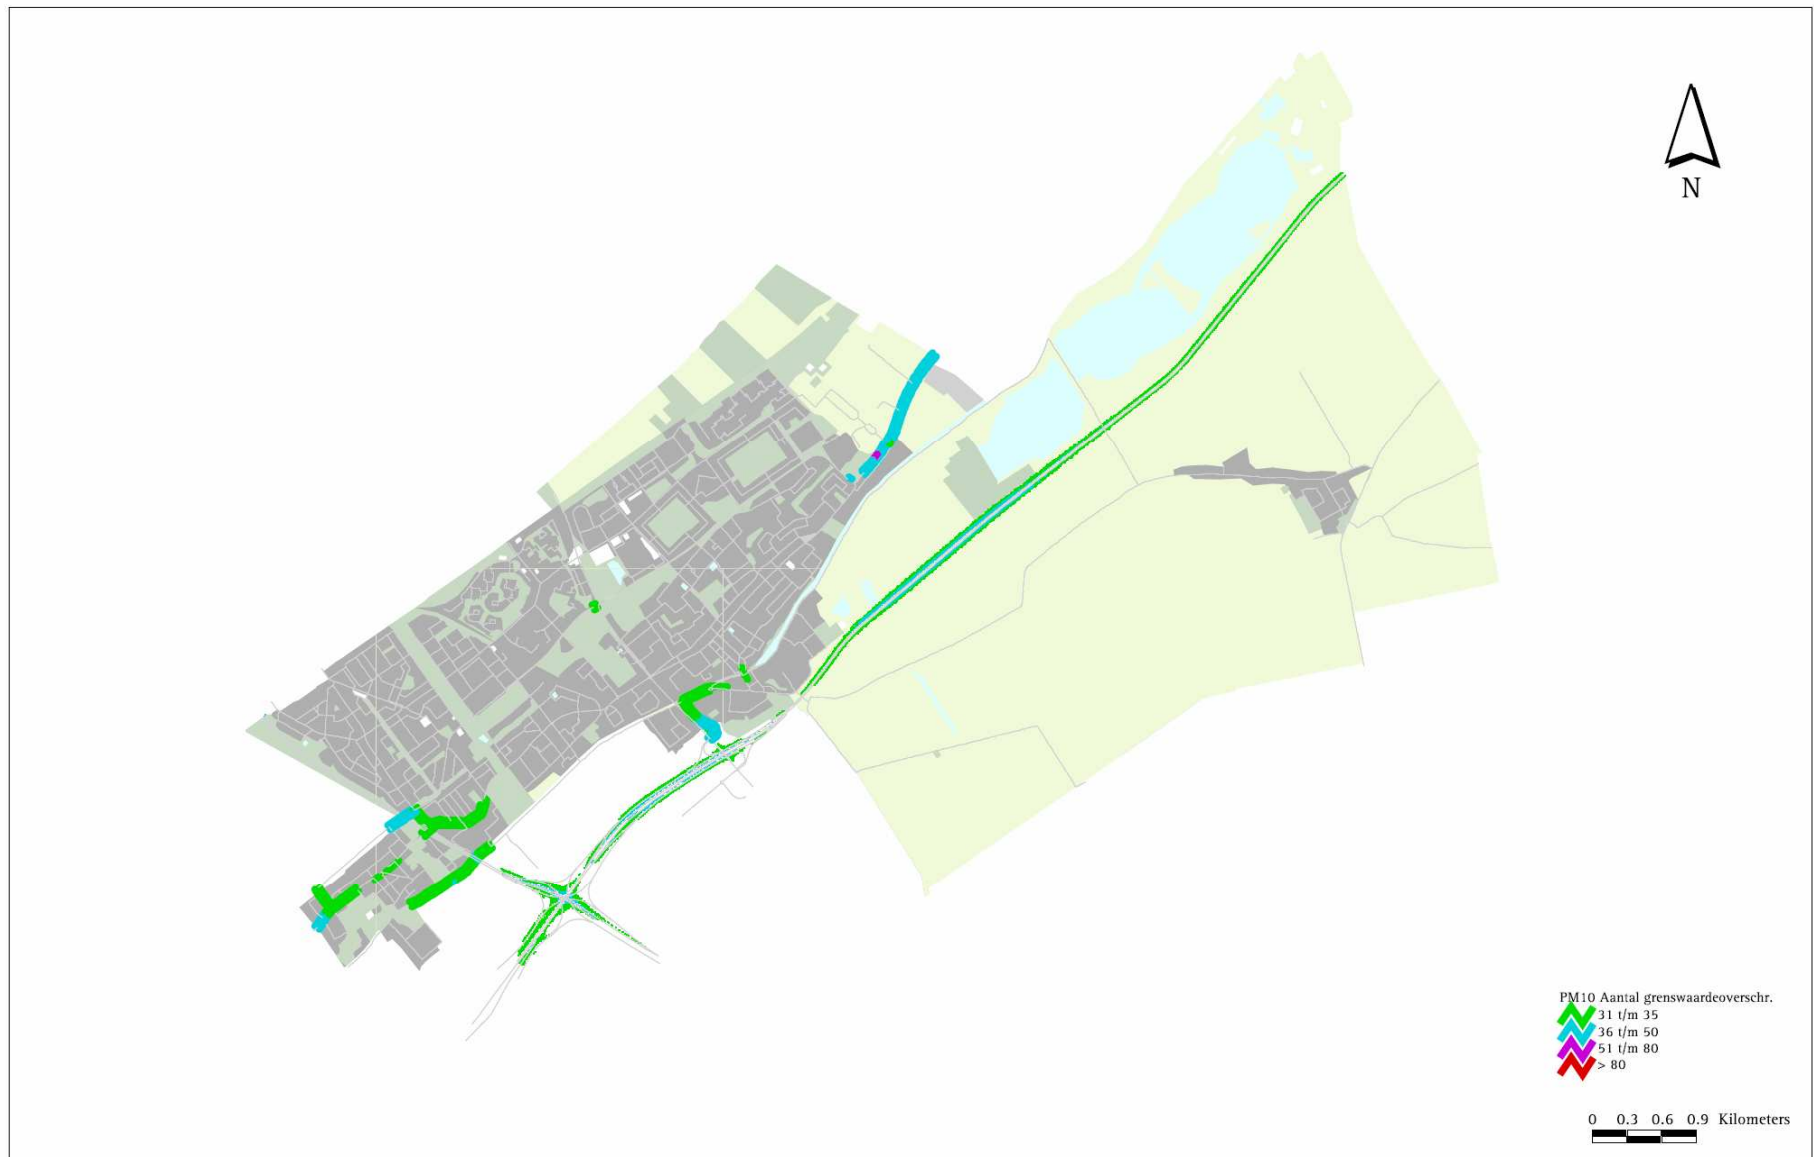 N
PM10 Aantal grenswaardeoverschr.
31 t/m 35
36 t/m 50
51 t/m 80
> 80
0 0.3 0.6 0.9 Kilometers